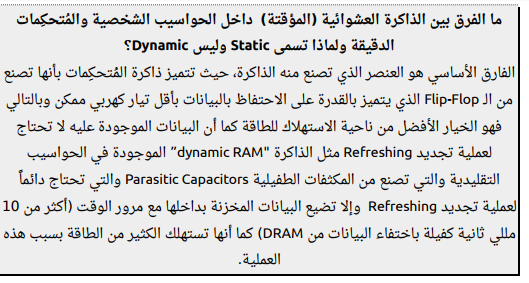 ما الفرق بين الذاكرة العشوائية (المؤقتة) داخل الحواسيب الشخصية والمُتحكِمات
الدقيقة ولماذا تسمى Static وليس Dynamic؟
الفارق الأساسي هو العنصر الذي تصنع منه الذاكرة، حيث تتميز ذاكرة المُتحكِمات بأنها تصنع
من الـ Flip-Flop الذي يتميز بالقدرة على الاحتفاظ بالبيانات بأقل تيار كهربي ممكن وبالتالي
فهو الخيار الأفضل من ناحية الاستهلاك للطاقة كما أن البيانات الموجودة عليه لا تحتاج
لعملية تجديد Refreshing مثل الذاكرة "dynamic RAM" الموجودة في الحواسيب
التقليدية والتي تصنع من المكثفات الطفيلية Parasitic Capacitors والتي تحتاج دائماً
لعملية تجديد Refreshing وإلا تضيع البيانات المخزنة بداخلها مع مرور الوقت (أكثر من 10
مللي ثانية كفيلة باختفاء البيانات من DRAM) كما أنها تستهلك الكثير من الطاقة بسبب هذه
العملية.